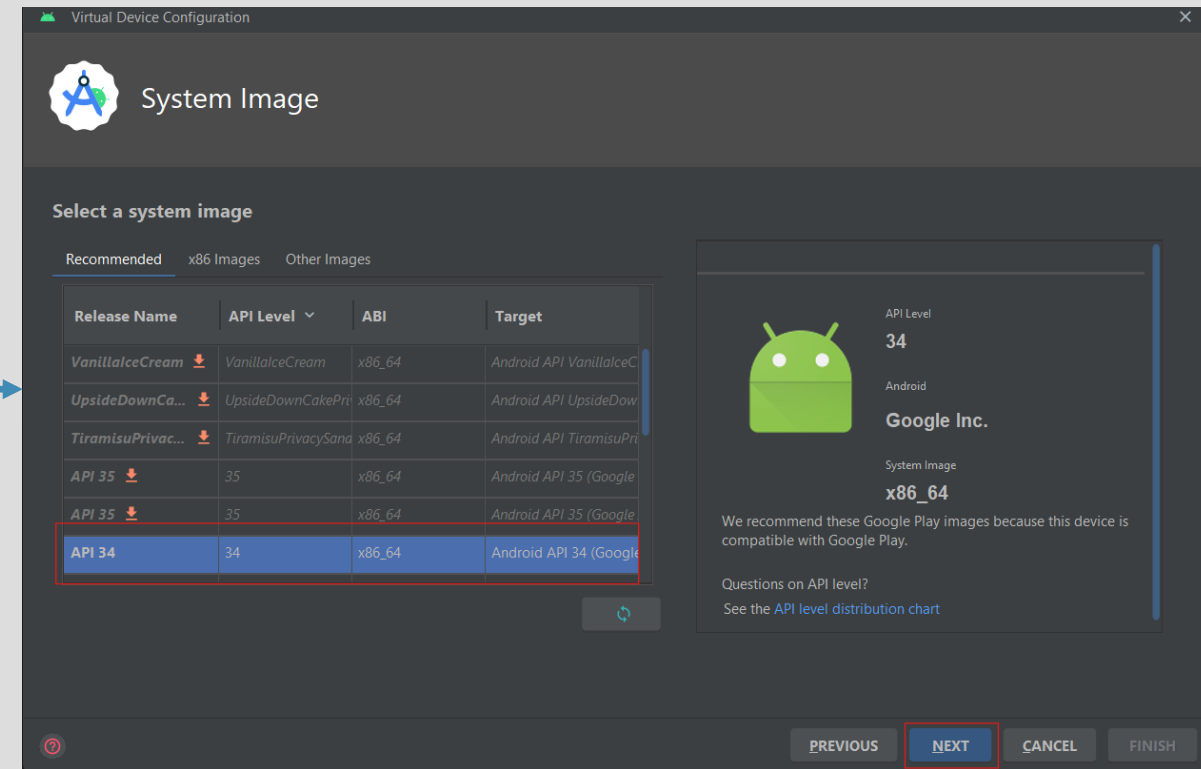 Virtual Device Configuration
System Image
Select a system image
Recommended x86 Images Other Images
Release Name API Level ABI Target
VanillaIceCream VanillaIceCream x86_64 Android API VanillaIceC
UpsideDownCa... UpsideDownCakePri x86_64 Android API UpsideDow
TiramisuPrivac... TiramisuPrivacySand x86_64 Android API TiramisuPri
API 35 35 x86_64 Android API 35 (Google
API 35 35 x86_64 Android API 35 (Google
API 34 34 x86_64 Android API 34 (Google
API Level
34
Android
Google Inc.
System Image
x86_64
We recommend these Google Play images because this device is
compatible with Google Play.
Questions on API level?
See the API level distribution chart
? PREVIOUS NEXT CANCEL FINISH